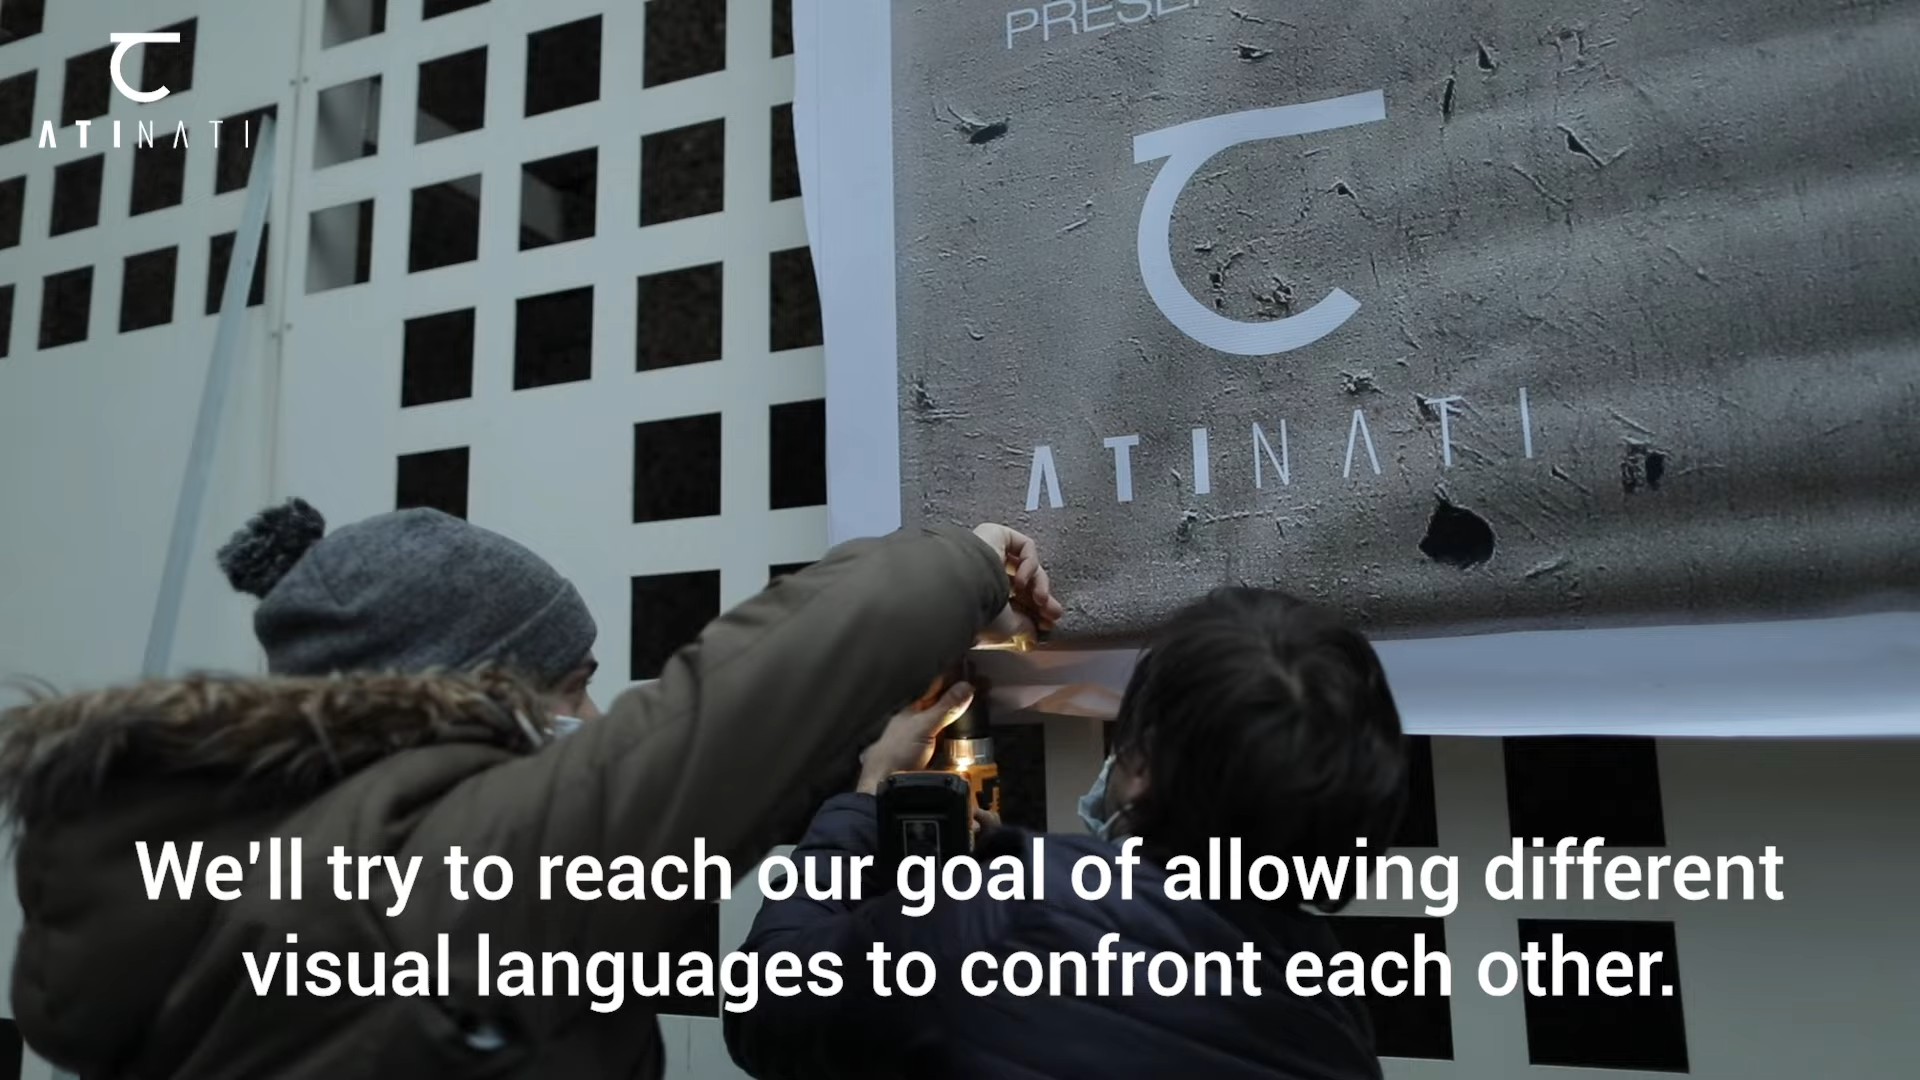 ATINATI
ATINATI
We'll try to reach our goal of allowing different
visual languages to confront each other.